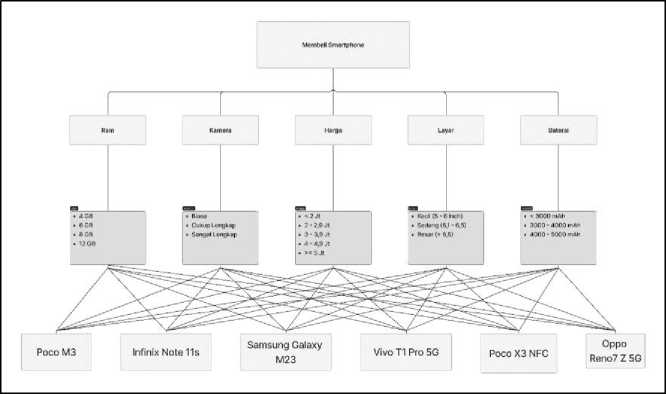 Membeli Smartphone
Ram
Kamera
Harga
Layar
Baterai
4 GB
6 GB
8 GB
12 GB
Biasa
Cukup Lengkap
Sangat Lengkap
< 2 Jt
2 - 2,9 Jt
3 - 3,9 Jt
4 - 4,9 Jt
>= 5 Jt
Kecil (5 - 6 inch)
Sedang (6,1 - 6,5)
Besar (> 6,5)
< 3000 mAh
3000 - 4000 mAh
4000 - 5000 mAh
Poco M3
Infinix Note 11s
Samsung Galaxy
M23
Vivo T1 Pro 5G
Poco X3 NFC
Oppo
Reno7 Z 5G